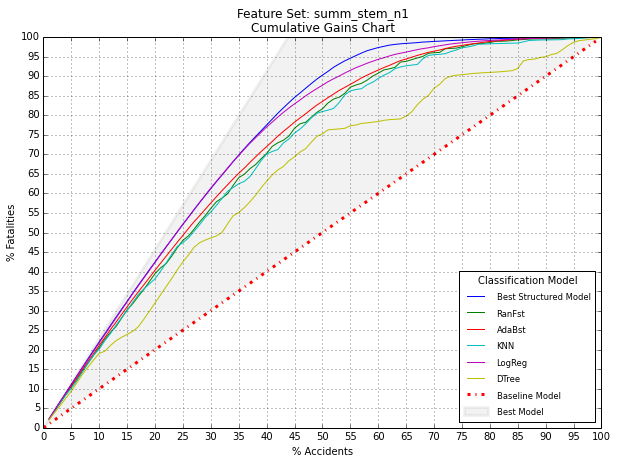 Feature Set: summ_stem_n1
Cumulative Gains Chart
% Fatalities
100
95
90
85
80
75
70
65
60
55
50
45
40
35
30
25
20
15
10
5
0
0 5 10 15 20 25 30 35 40 45 50 55 60 65 70 75 80 85 90 95 100
% Accidents
Classification Model
Best Structured Model
RanFst
AdaBst
KNN
LogReg
DTree
Baseline Model
Best Model